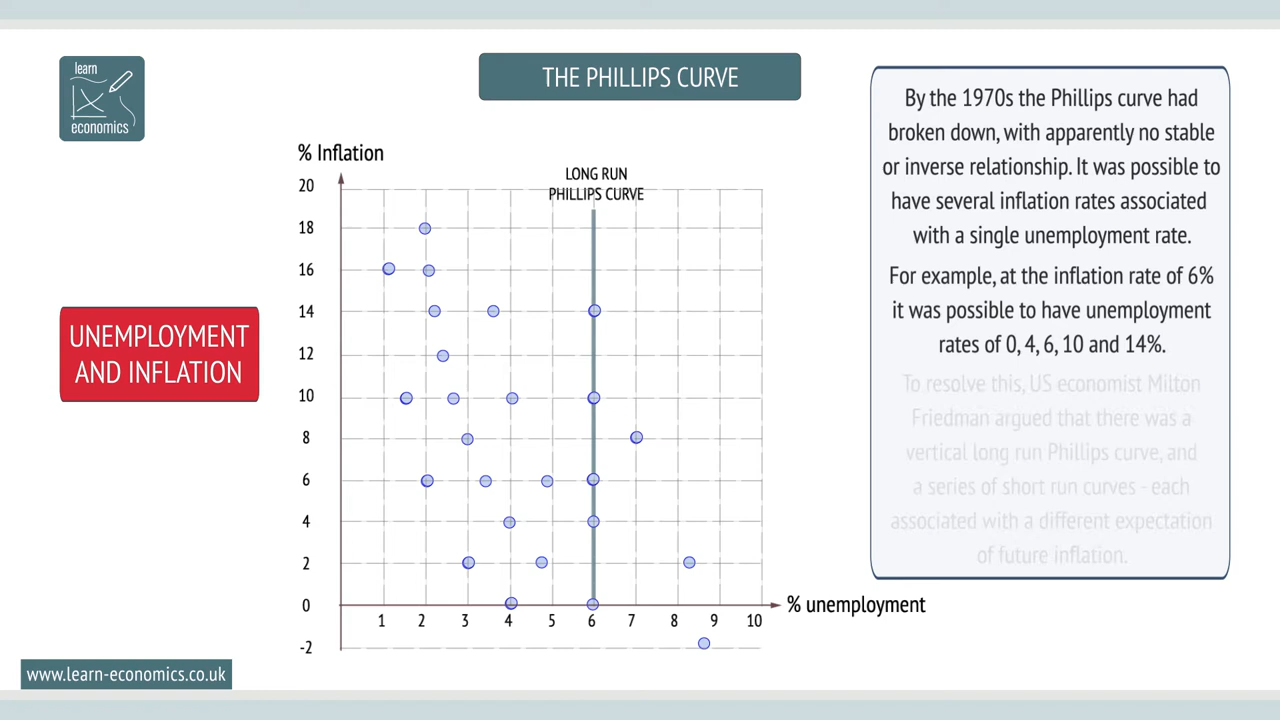 learn
economics
THE PHILLIPS CURVE
By the 1970s the Phillips curve had
broken down, with apparently no stable
or inverse relationship. It was possible to
have several inflation rates associated
with a single unemployment rate.
For example, at the inflation rate of 6%
it was possible to have unemployment
rates of 0, 4, 6, 10 and 14%.
To resolve this, US economist Milton
Friedman argued that there was a
vertical long run Phillips curve, and
a series of short run curves - each
associated with a different expectation
of future inflation.
UNEMPLOYMENT
AND INFLATION
% Inflation
LONG RUN
PHILLIPS CURVE
20
18
16
14
12
10
8
6
4
2
0
-2
1 2 3 4 5 6 7 8 9 10
% unemployment
www.learn-economics.co.uk